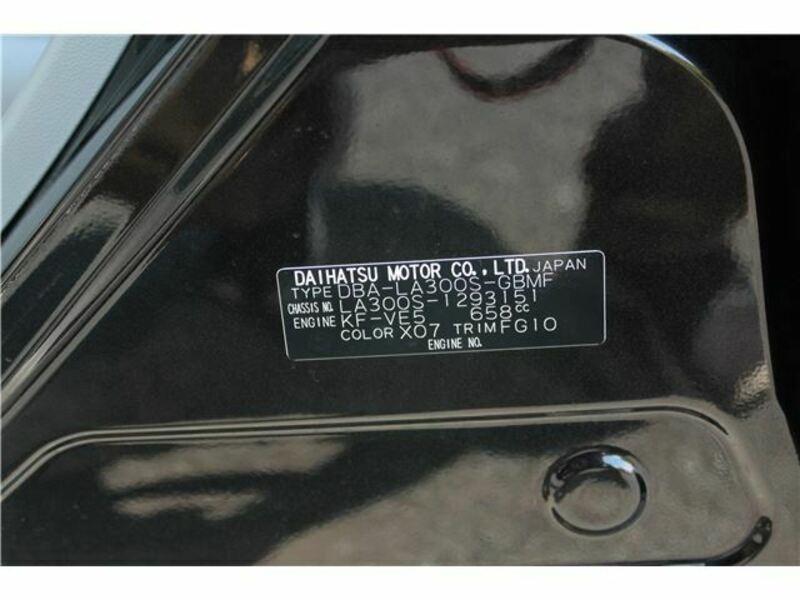 DAIHATSU MOTOR CO., LTD. JAPAN
TYPE DBA-LA300S-GBMF
CHASSIS NO. LA300S-1293151
ENGINE KF-VE5 658cc
COLOR X07 TRIM FG10
ENGINE NO.